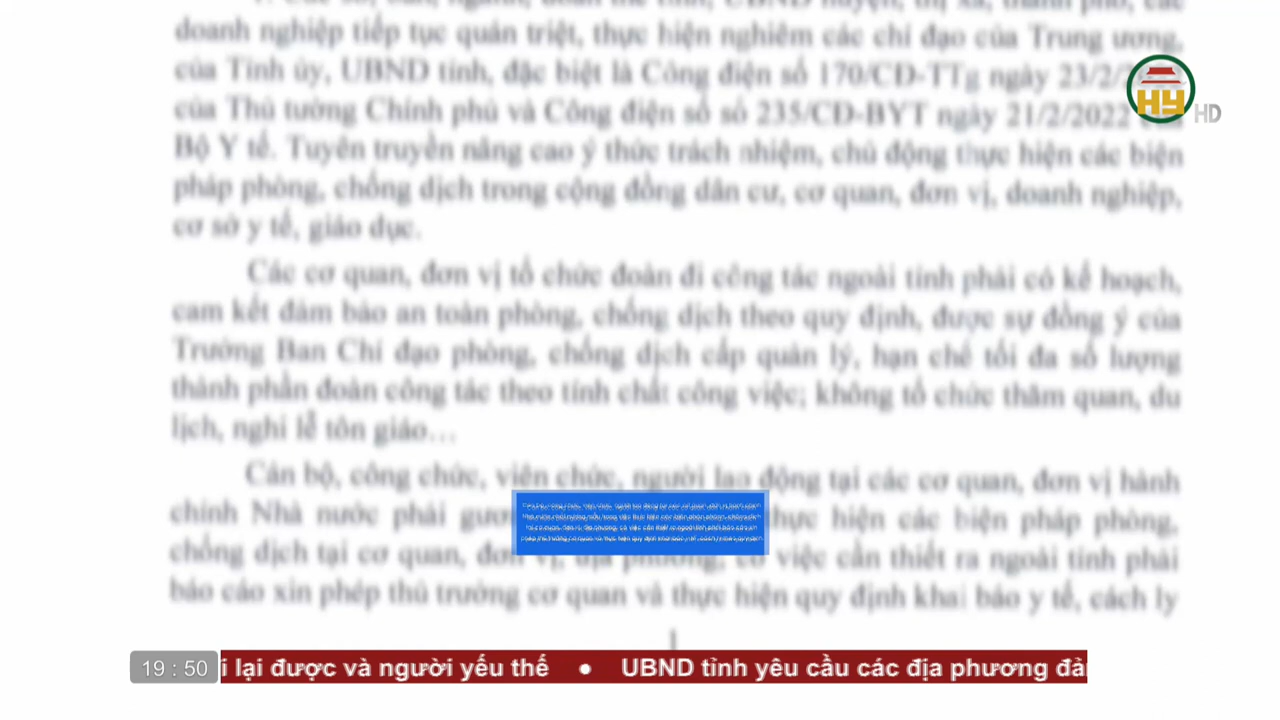 doanh nghiệp tiếp tục quán triệt, thực hiện nghiêm các chỉ đạo của Trung ương,
của Tỉnh ủy, UBND tỉnh, đặc biệt là Công điện số 170/CĐ-TTg ngày 23/2/
của Thủ tướng Chính phủ và Công điện số số 235/CĐ-BYT ngày 21/2/2022 của
Bộ Y tế. Tuyên truyền nâng cao ý thức trách nhiệm, chủ động thực hiện các biện
pháp phòng, chống dịch trong cộng đồng dân cư, cơ quan, đơn vị, doanh nghiệp,
cơ sở y tế, giáo dục.
Các cơ quan, đơn vị tổ chức đoàn đi công tác ngoài tỉnh phải có kế hoạch,
cam kết đảm bảo an toàn phòng, chống dịch theo quy định, được sự đồng ý của
Trưởng Ban Chỉ đạo phòng, chống dịch cấp quản lý, hạn chế tối đa số lượng
thành phần đoàn công tác theo tính chất công việc; không tổ chức thăm quan, du
lịch, nghi lễ tôn giáo…
Cán bộ, công chức, viên chức, người lao động tại các cơ quan, đơn vị hành
chính Nhà nước phải gươn thực hiện các biện pháp phòng,
chống dịch tại cơ quan, đơn vị, địa phương, có việc cần thiết ra ngoài tỉnh phải
báo cáo xin phép thủ trưởng cơ quan và thực hiện quy định khai báo y tế, cách ly
HY HD
19 : 50 i lại được và người yếu thế ● UBND tỉnh yêu cầu các địa phương đản